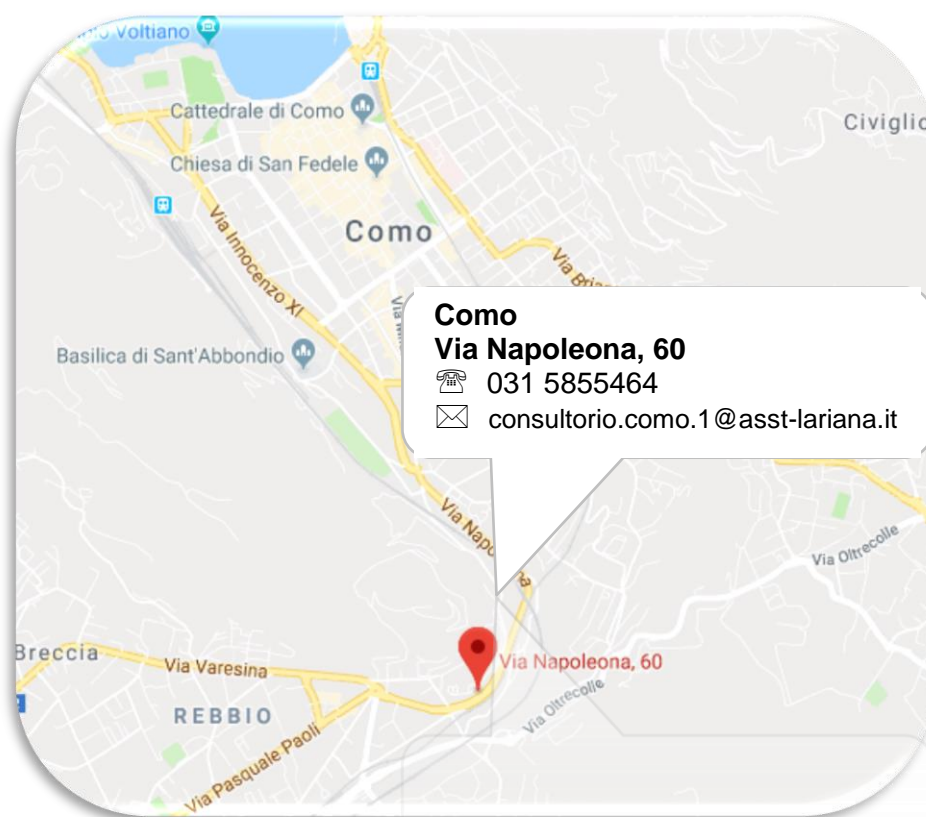 Voltiano
Cattedrale di Como
Civiglio
Chiesa di San Fedele
Como
Via Innocenzo XI
Via
Via
Basilica di Sant'Abbondio
Como
Via Napoleona, 60
031 5855464
consultorio.como.1@asst-lariana.it
Via
Via Oltrecolle
Via Napoleona, 60
Breccia
Via Varesina
REBBIO
Via Oltrecolle
Via Pasquale Paoli